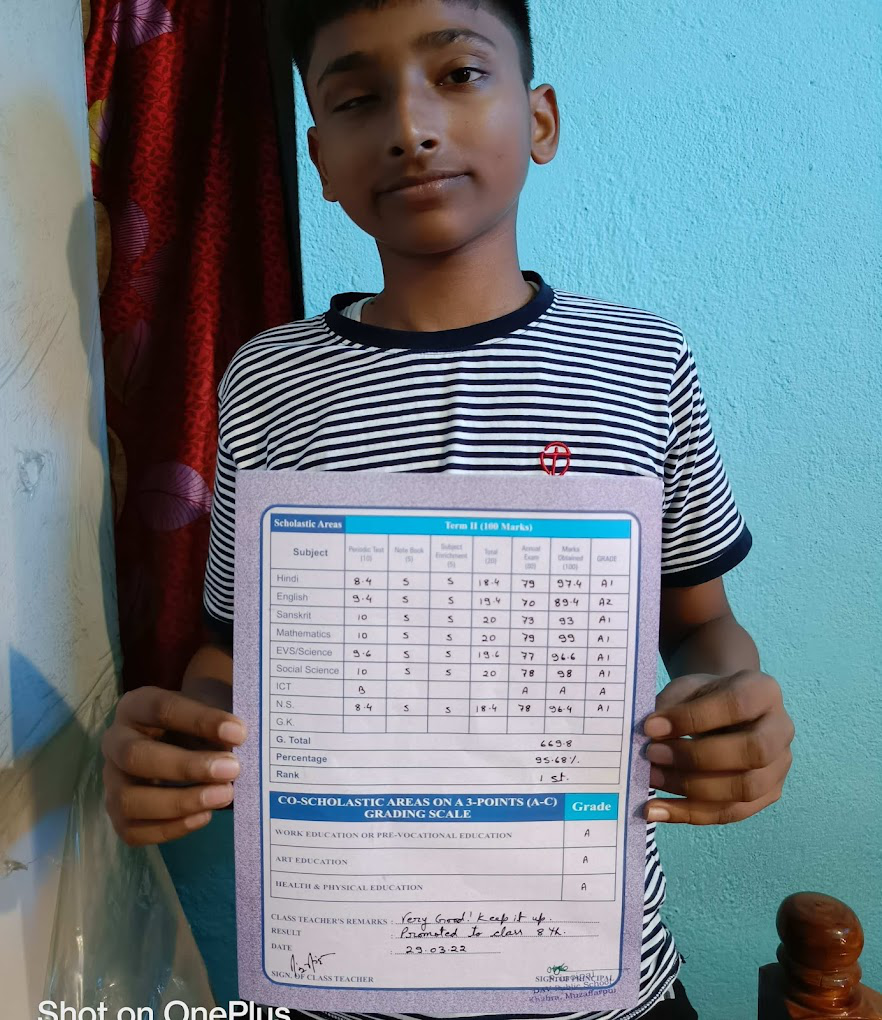 Scholastic Areas Term II (100 Marks)
Subject Periodic Test (10) Note Book (5) Subject Enrichment (5) Total (20) Annual Exam (80) Marks Obtained (100) GRADE
Hindi 8.4 5 5 18.4 79 97.4 A1
English 9.4 5 5 19.4 70 89.4 A2
Sanskrit 10 5 5 20 73 93 A1
Mathematics 10 5 5 20 79 99 A1
EVS/Science 9.6 5 5 19.6 77 96.6 A1
Social Science 10 5 5 20 78 98 A1
ICT B A A A
N.S. 8.4 5 5 18.4 78 96.4 A1
G.K.
G. Total 669.8
Percentage 95.68%.
Rank 1 st.
CO-SCHOLASTIC AREAS ON A 3-POINTS (A-C) Grade
GRADING SCALE
WORK EDUCATION OR PRE-VOCATIONAL EDUCATION A
ART EDUCATION A
HEALTH & PHYSICAL EDUCATION A
CLASS TEACHER'S REMARKS : Very Good! Keep it up.
RESULT : Promoted to class 8 th.
DATE : 29.03.22
SIGN. OF CLASS TEACHER SIGN OF PRINCIPAL
Principal
Public School
Khabra, Muzaffarpur
Shot on OnePlus